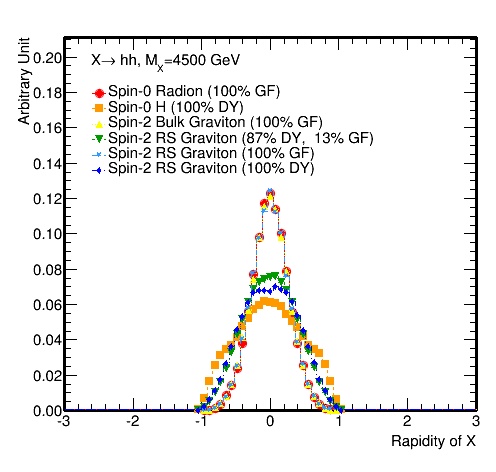 Arbitrary Unit
X→ hh, M_X=4500 GeV
Spin-0 Radion (100% GF)
Spin-0 H (100% DY)
Spin-2 Bulk Graviton (100% GF)
Spin-2 RS Graviton (87% DY, 13% GF)
Spin-2 RS Graviton (100% GF)
Spin-2 RS Graviton (100% DY)
0.20
0.18
0.16
0.14
0.12
0.10
0.08
0.06
0.04
0.02
0.00
-3 -2 -1 0 1 2 3
Rapidity of X